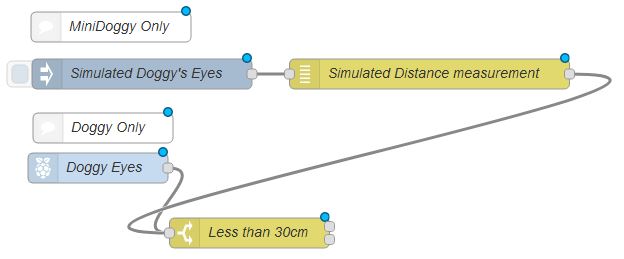 MiniDoggy Only
Simulated Doggy's Eyes
Simulated Distance measurement
Doggy Only
Doggy Eyes
Less than 30cm